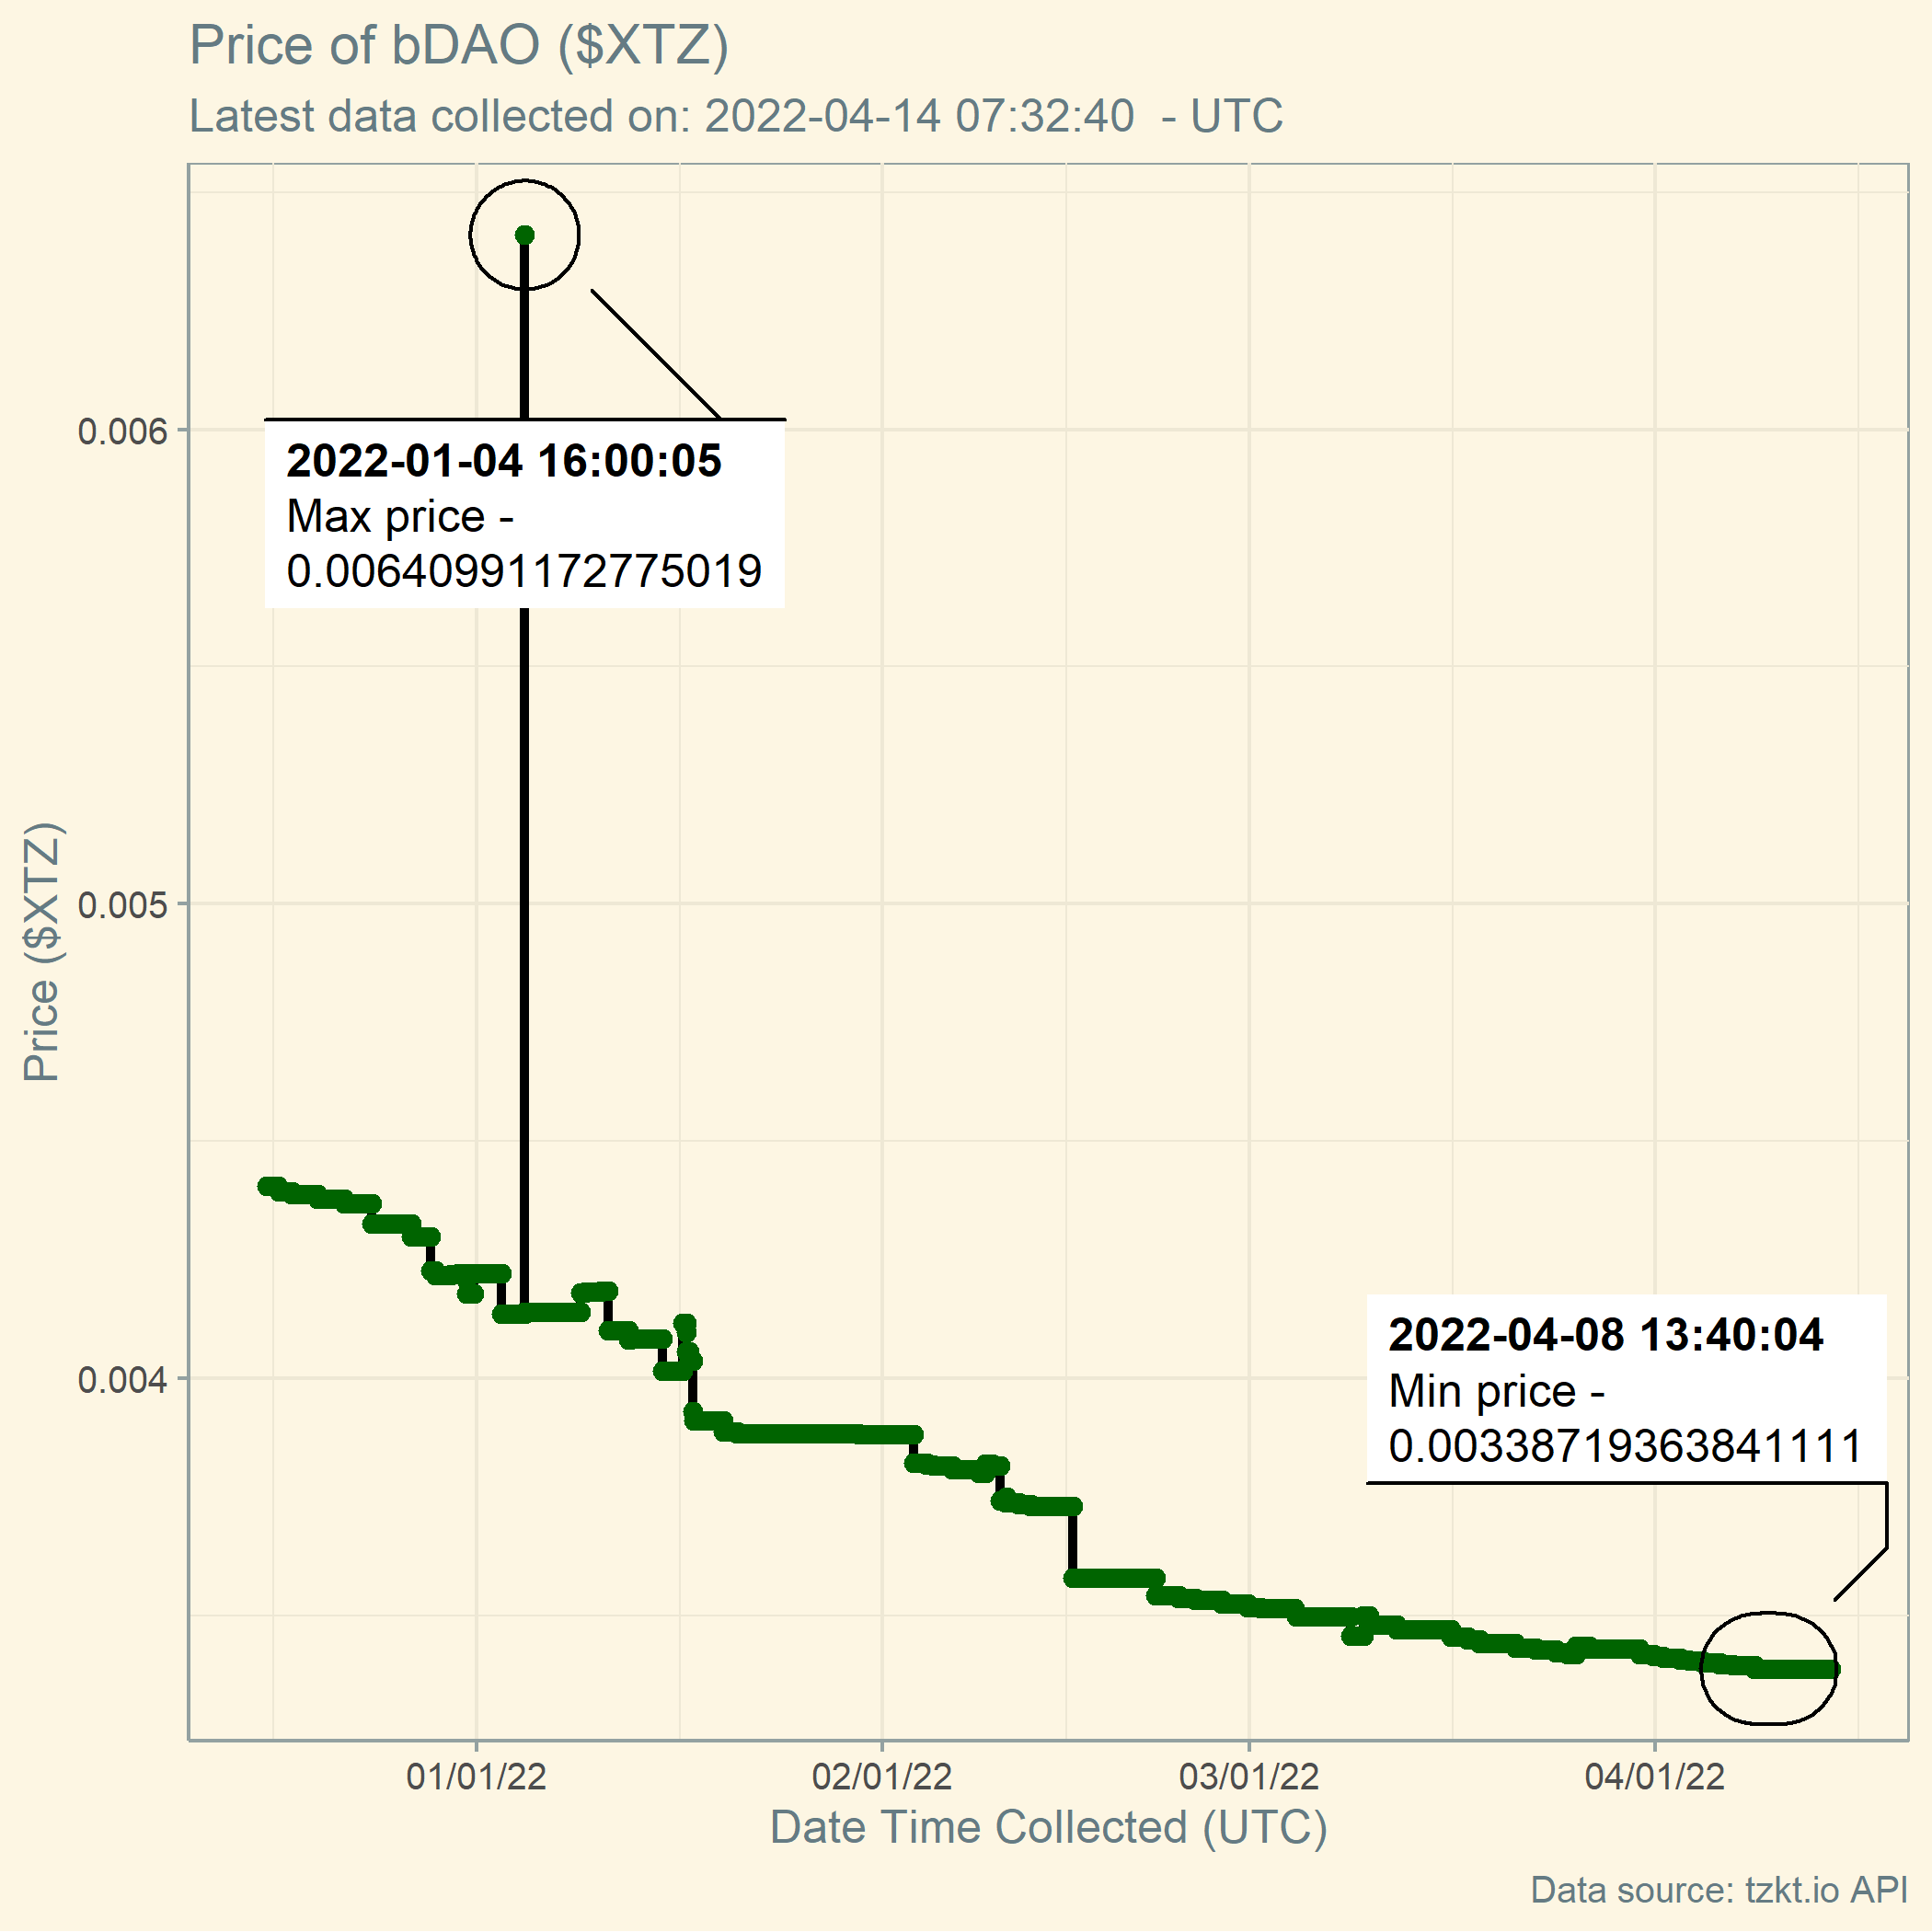 Price of bDAO ($XTZ)
Latest data collected on: 2022-04-14 07:32:40  - UTC
2022-01-04 16:00:05
Max price -
0.00640991172775019
2022-04-08 13:40:04
Min price -
0.00338719363841111
Price ($XTZ)
0.006
0.005
0.004
01/01/22
02/01/22
03/01/22
04/01/22
Date Time Collected (UTC)
Data source: tzkt.io API